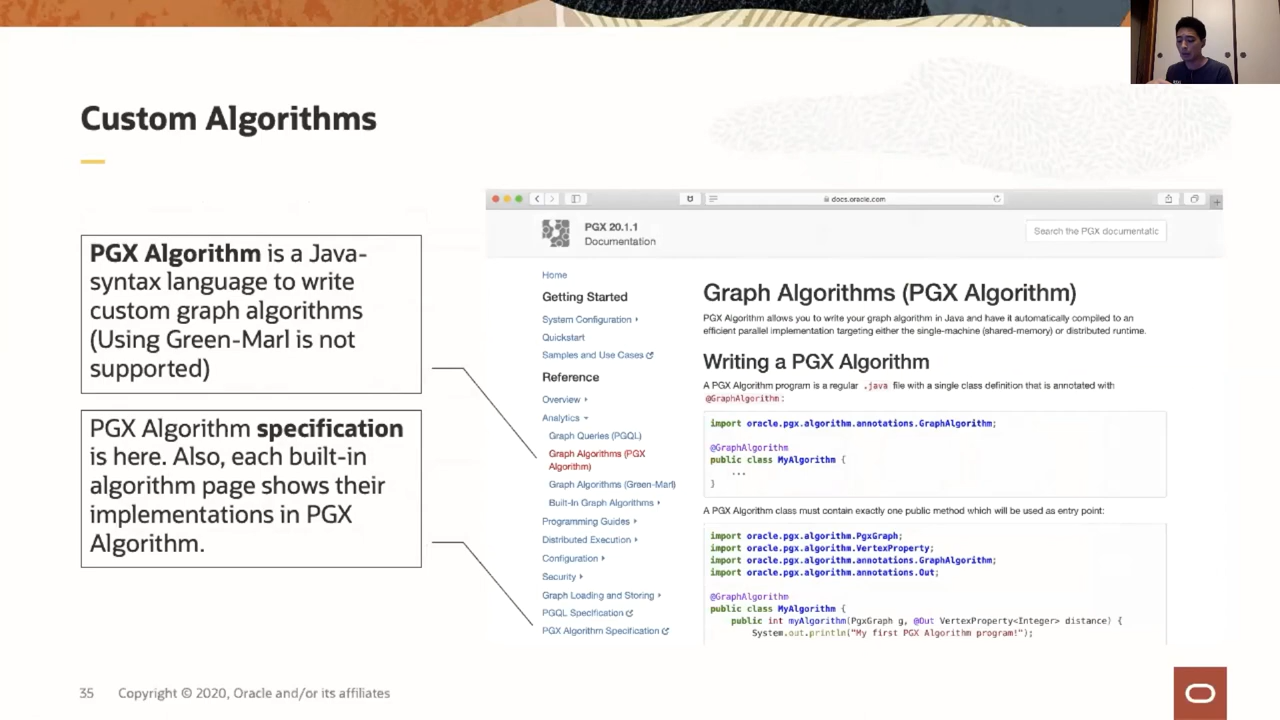 Custom Algorithms
PGX Algorithm is a Java-
syntax language to write
custom graph algorithms
(Using Green-Marl is not
supported)
PGX Algorithm specification
is here. Also, each built-in
algorithm page shows their
implementations in PGX
Algorithm.
docs.oracle.com
PGX 20.1.1
Documentation
Search the PGX documentatic
Home
Getting Started
System Configuration
Quickstart
Samples and Use Cases
Reference
Overview
Analytics
Graph Queries (PGQL)
Graph Algorithms (PGX
Algorithm)
Graph Algorithms (Green-Marl)
Built-In Graph Algorithms
Programming Guides
Distributed Execution
Configuration
Security
Graph Loading and Storing
PGQL Specification
PGX Algorithm Specification
Graph Algorithms (PGX Algorithm)
PGX Algorithm allows you to write your graph algorithm in Java and have it automatically compiled to an
efficient parallel implementation targeting either the single-machine (shared-memory) or distributed runtime.
Writing a PGX Algorithm
A PGX Algorithm program is a regular .java file with a single class definition that is annotated with
@GraphAlgorithm:
import oracle.pgx.algorithm.annotations.GraphAlgorithm;
@GraphAlgorithm
public class MyAlgorithm {
...
}
A PGX Algorithm class must contain exactly one public method which will be used as entry point:
import oracle.pgx.algorithm.PgxGraph;
import oracle.pgx.algorithm.VertexProperty;
import oracle.pgx.algorithm.annotations.GraphAlgorithm;
import oracle.pgx.algorithm.annotations.Out;
@GraphAlgorithm
public class MyAlgorithm {
public int myAlgorithm(PgxGraph g, @Out VertexProperty<Integer> distance) {
System.out.println("My first PGX Algorithm program!");
35 Copyright © 2020, Oracle and/or its affiliates